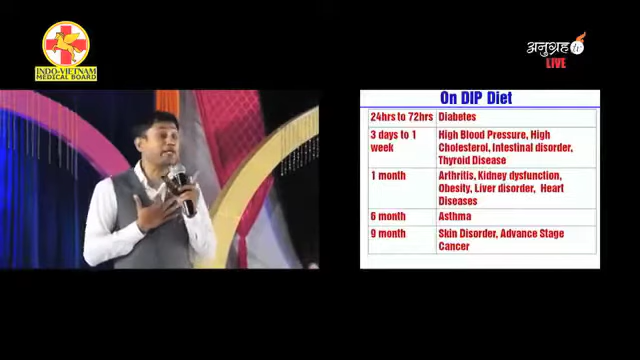 INDO-VIETNAM
MEDICAL BOARD
अनुग्रह tv
LIVE
On DIP Diet
24hrs to 72hrs Diabetes
3 days to 1 week High Blood Pressure, High
Cholesterol, Intestinal disorder,
Thyroid Disease
1 month Arthritis, Kidney dysfunction,
Obesity, Liver disorder, Heart
Diseases
6 month Asthma
9 month Skin Disorder, Advance Stage
Cancer